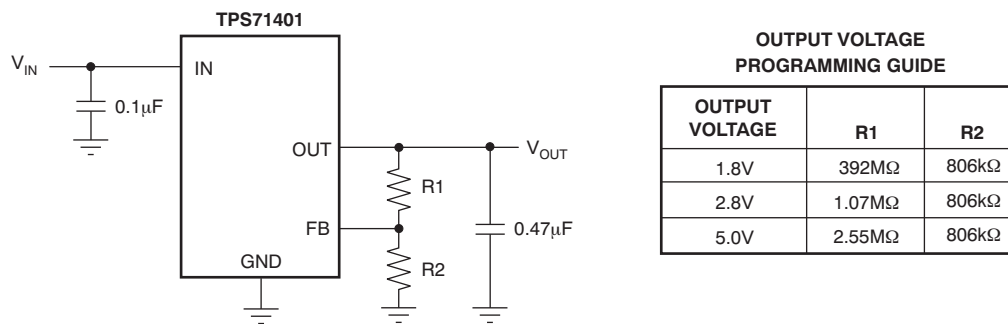 TPS71401
V_IN
IN
0.1μF
OUT
V_OUT
R1
FB
0.47μF
R2
GND
OUTPUT VOLTAGE
PROGRAMMING GUIDE
OUTPUT
VOLTAGE R1 R2
1.8V 392MΩ 806kΩ
2.8V 1.07MΩ 806kΩ
5.0V 2.55MΩ 806kΩ